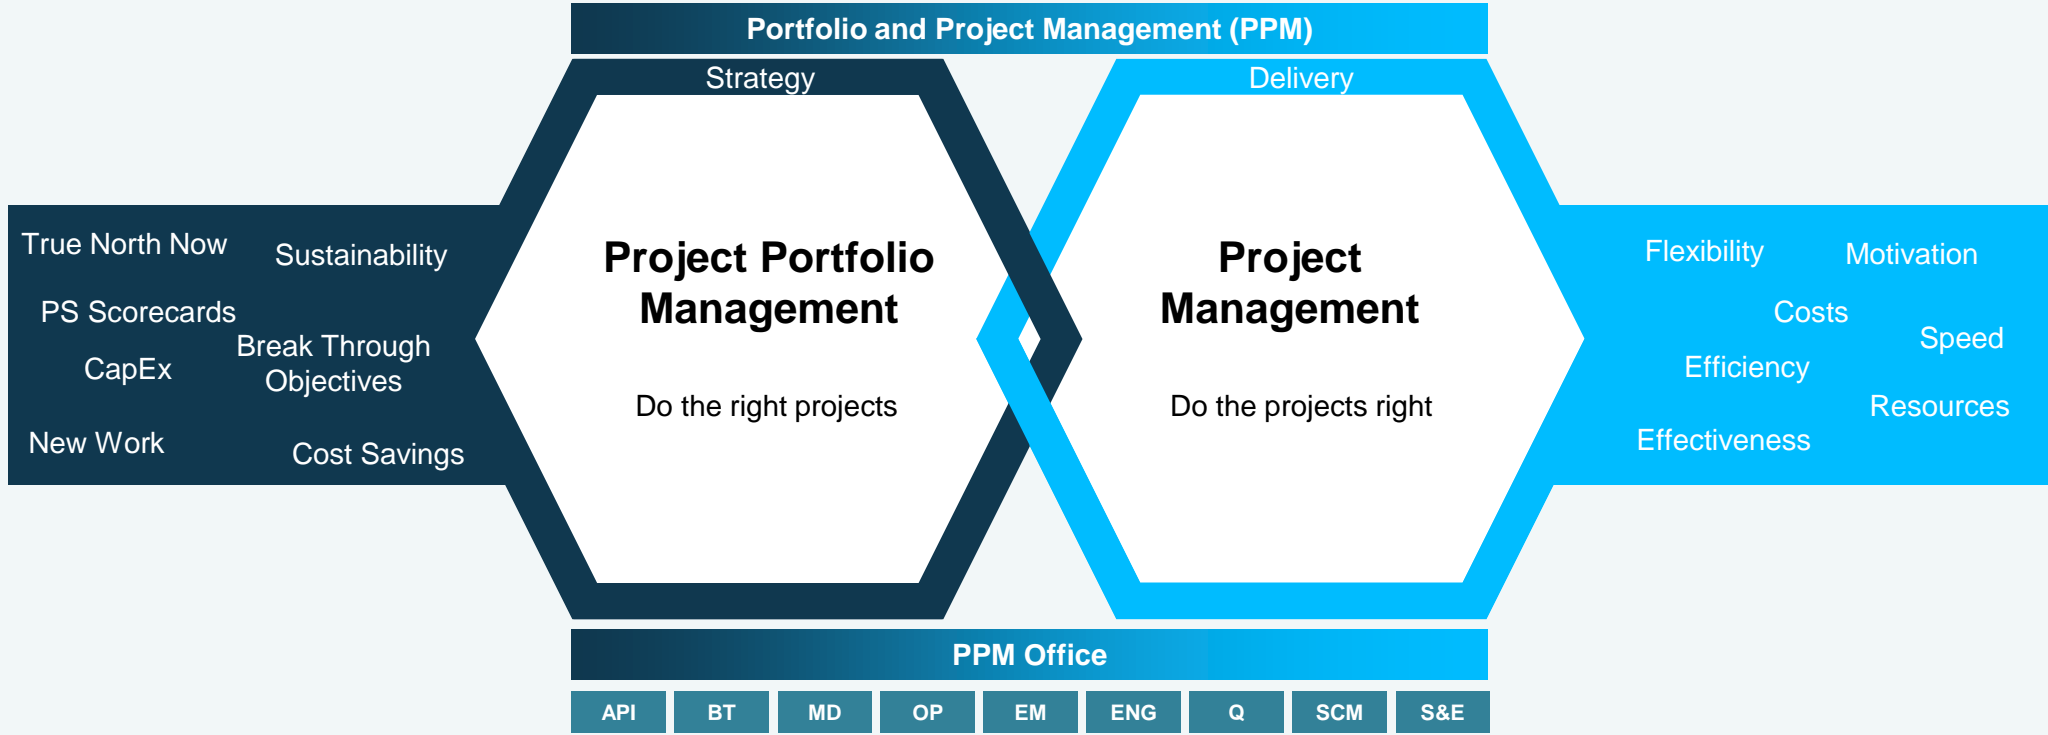 Portfolio and Project Management (PPM)
Strategy
Delivery
True North Now
Sustainability
PS Scorecards
Break Through
Objectives
CapEx
New Work
Cost Savings
Project Portfolio
Management
Do the right projects
Project
Management
Do the projects right
Flexibility
Motivation
Costs
Speed
Efficiency
Resources
Effectiveness
PPM Office
API
BT
MD
OP
EM
ENG
Q
SCM
S&E